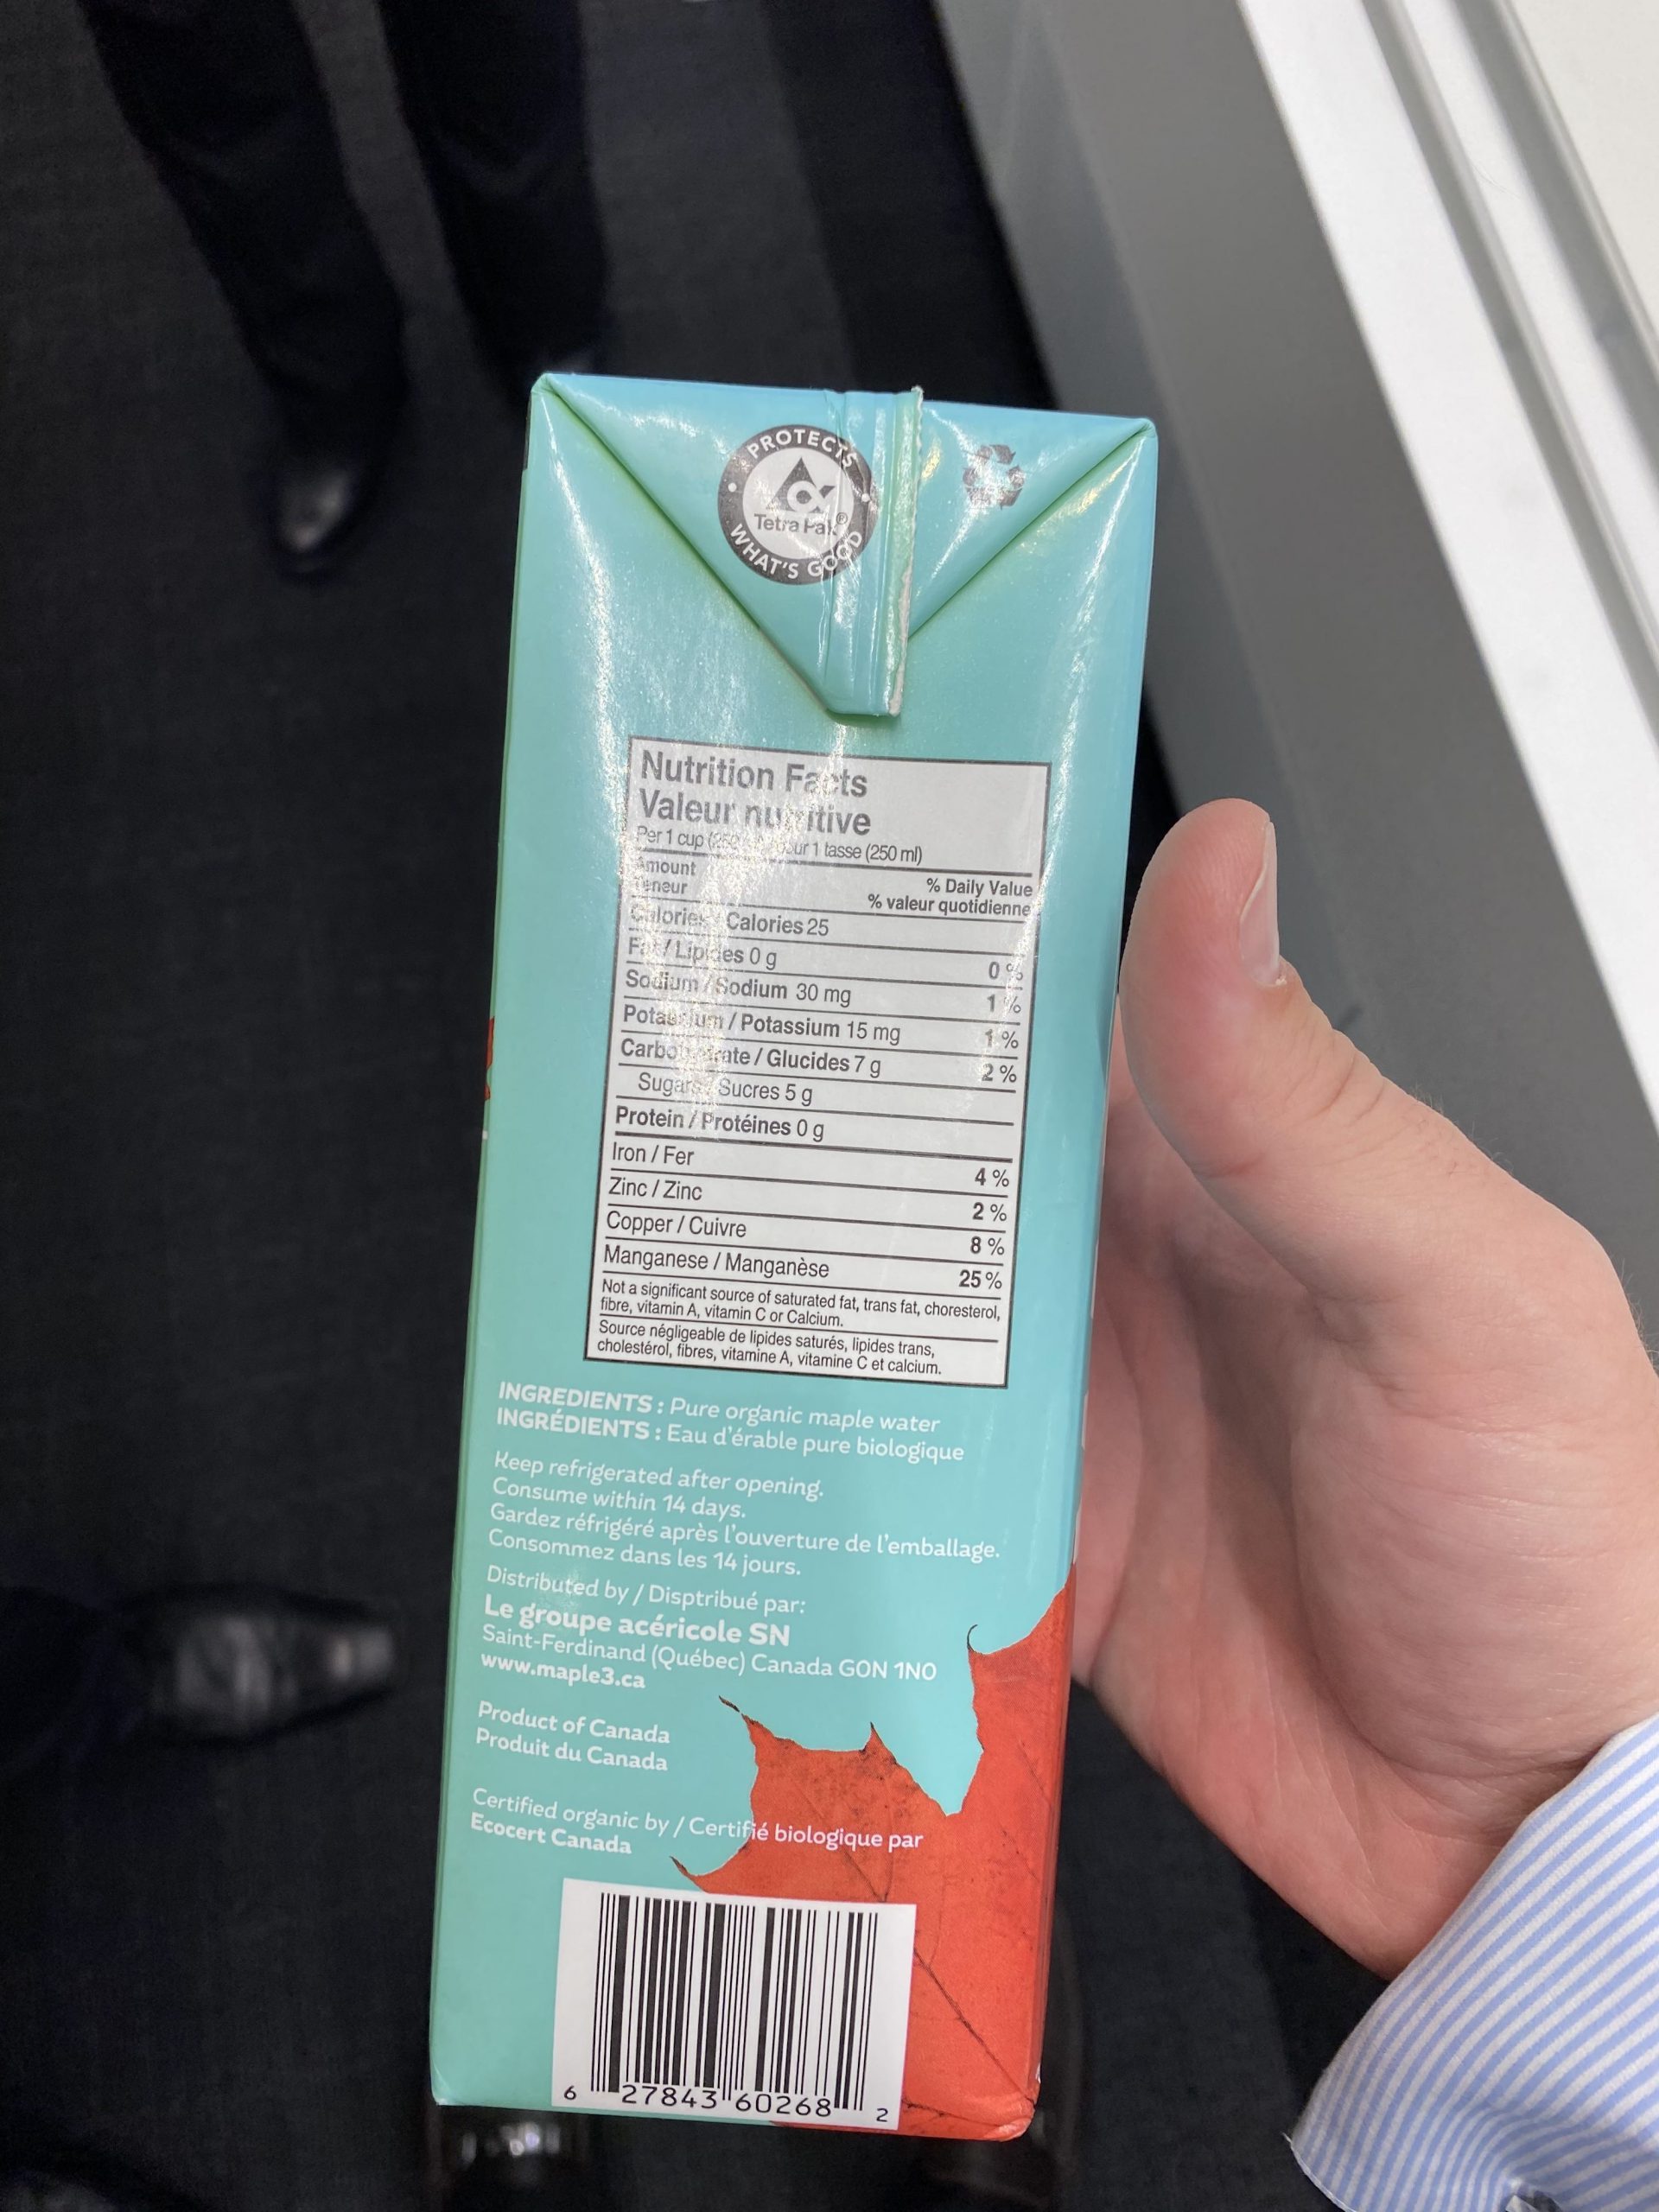 PROTECTS
Tetra Pak®
WHAT'S GOOD
Nutrition Facts
Valeur nutritive
Per 1 cup (250 pour 1 tasse (250 ml)
Amount
Teneur
% Daily Value
% valeur quotidienne
Calories / Calories 25
Fat / Lipides 0 g 0 %
Sodium / Sodium 30 mg 1 %
Potassium / Potassium 15 mg 1 %
Carbohydrate / Glucides 7 g 2 %
Sugars / Sucres 5 g
Protein / Protéines 0 g
Iron / Fer 4 %
Zinc / Zinc 2 %
Copper / Cuivre 8 %
Manganese / Manganèse 25 %
Not a significant source of saturated fat, trans fat, choresterol,
fibre, vitamin A, vitamin C or Calcium.
Source négligeable de lipides saturés, lipides trans,
cholestérol, fibres, vitamine A, vitamine C et calcium.
INGREDIENTS : Pure organic maple water
INGRÉDIENTS : Eau d'érable pure biologique
Keep refrigerated after opening.
Consume within 14 days.
Gardez réfrigéré après l'ouverture de l'emballage.
Consommez dans les 14 jours.
Distributed by / Disptribué par:
Le groupe acéricole SN
Saint-Ferdinand (Québec) Canada G0N 1N0
www.maple3.ca
Product of Canada
Produit du Canada
Certified organic by / Certifié biologique par
Ecocert Canada
6 27843 60268 2